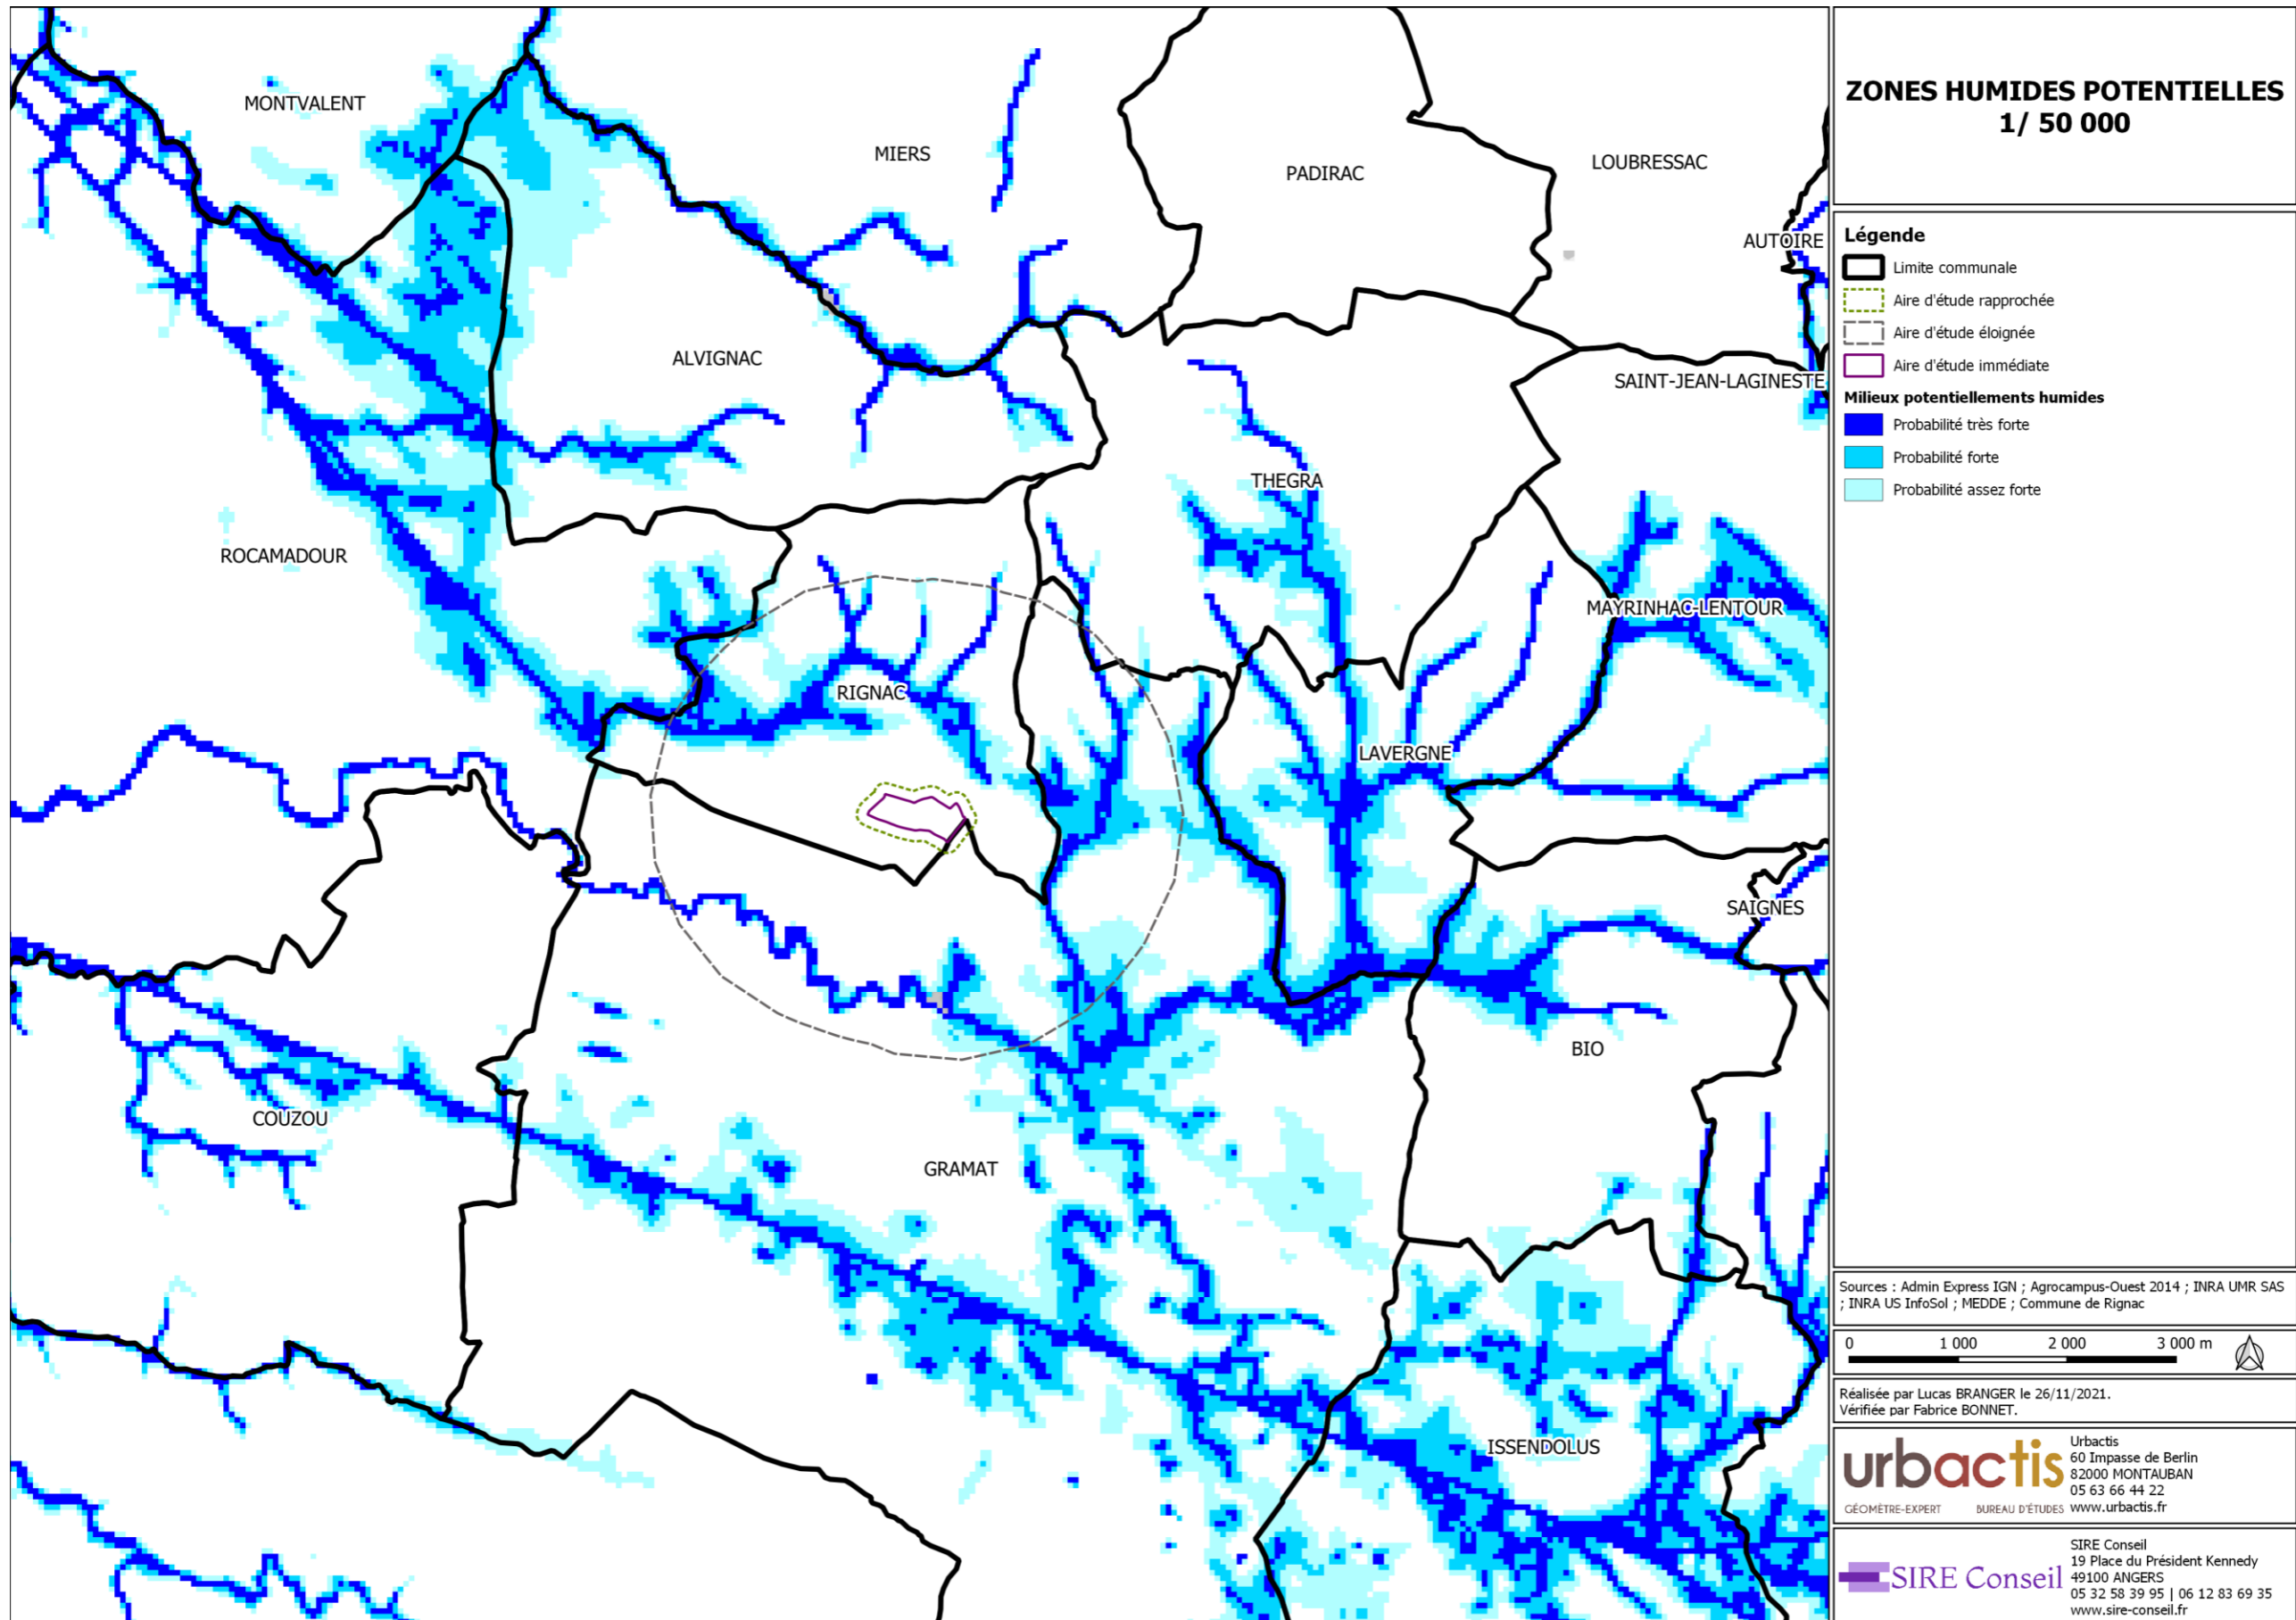 MONTVALENT
MIERS
PADIRAC
LOUBRESSAC
AUTOIRE
ALVIGNAC
SAINT-JEAN-LAGINESTE
THEGRA
ROCAMADOUR
MAYRINHAC-LENTOUR
RIGNAC
LAVERGNE
SAIGNES
BIO
COUZOU
GRAMAT
ISSENDOLUS
ZONES HUMIDES POTENTIELLES
1/ 50 000
Légende
Limite communale
Aire d'étude rapprochée
Aire d'étude éloignée
Aire d'étude immédiate
Milieux potentiellements humides
Probabilité très forte
Probabilité forte
Probabilité assez forte
Sources : Admin Express IGN ; Agrocampus-Ouest 2014 ; INRA UMR SAS
; INRA US InfoSol ; MEDDE ; Commune de Rignac
0 1 000 2 000 3 000 m
Réalisée par Lucas BRANGER le 26/11/2021.
Vérifiée par Fabrice BONNET.
urbactis
GÉOMÈTRE-EXPERT BUREAU D'ÉTUDES
Urbactis
60 Impasse de Berlin
82000 MONTAUBAN
05 63 66 44 22
www.urbactis.fr
SIRE Conseil
SIRE Conseil
19 Place du Président Kennedy
49100 ANGERS
05 32 58 39 95 | 06 12 83 69 35
www.sire-conseil.fr